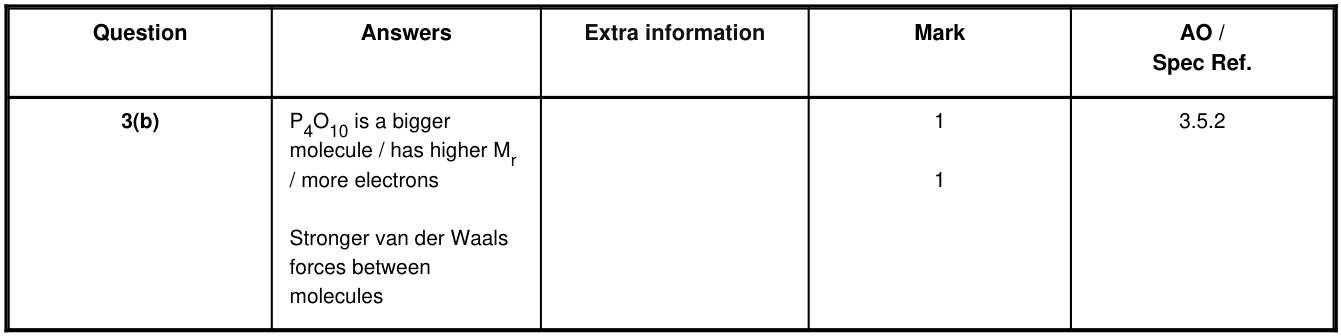 Question Answers Extra information Mark AO /
Spec Ref.
3(b) P₄O₁₀ is a bigger 1 3.5.2
molecule / has higher Mᵣ
/ more electrons 1
Stronger van der Waals
forces between
molecules